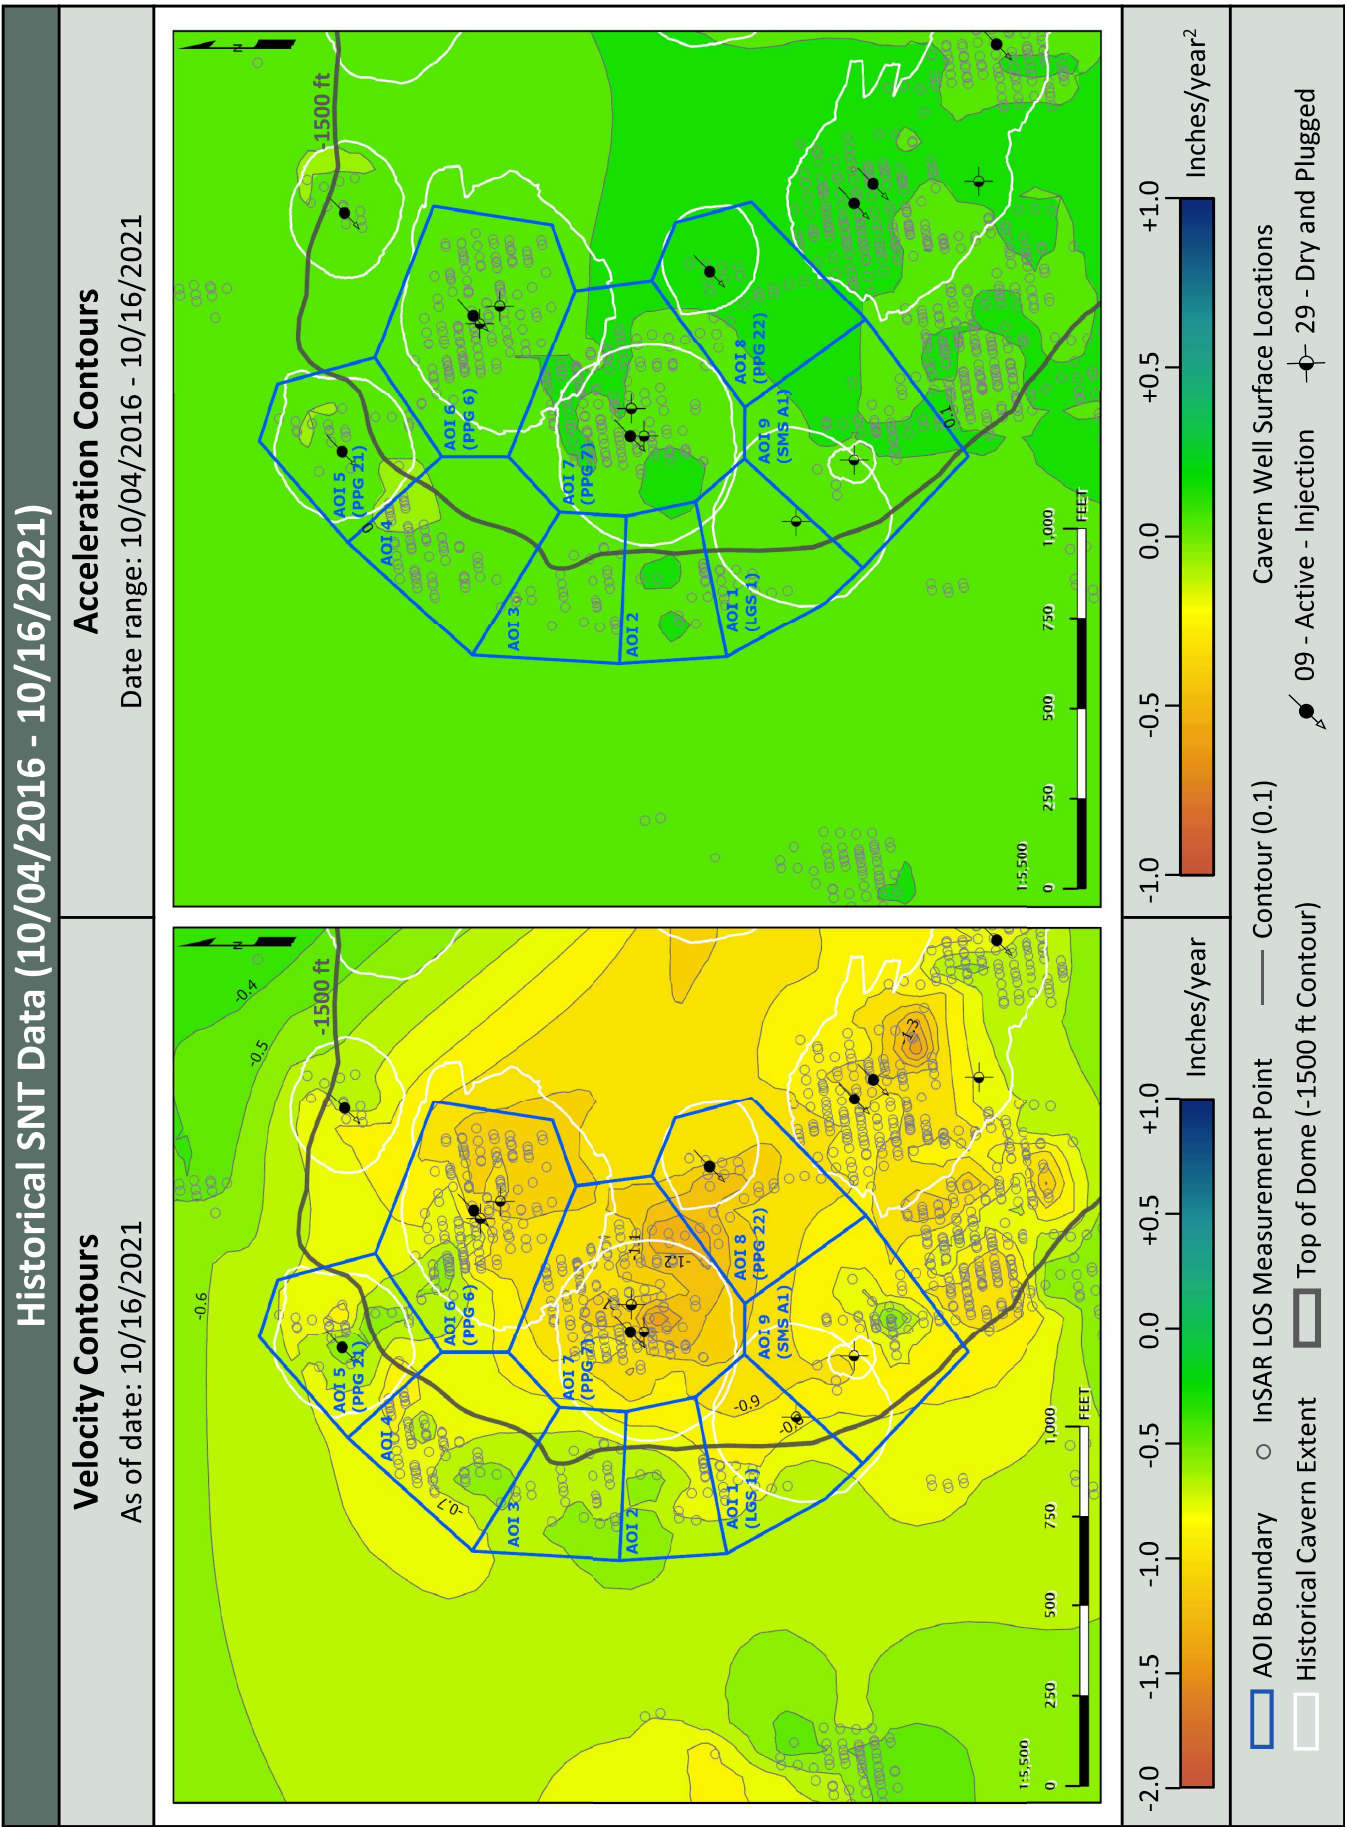 Historical SNT Data (10/04/2016 - 10/16/2021)
Velocity Contours
As of date: 10/16/2021
Acceleration Contours
Date range: 10/04/2016 - 10/16/2021
N
-1500 ft
-0.4
-0.5
-0.6
-0.7
-1.3
-1.1
-1.2
-0.9
-0.8
AOI 5
(PPG 21)
AOI 4
AOI 6
(PPG 6)
AOI 3
AOI 7
(PPG 7)
AOI 2
AOI 8
(PPG 22)
AOI 1
(LGS 1)
AOI 9
(SMS A1)
1:5,500
0
250
500
750
1,000
FEET
N
-1500 ft
0
0.1
AOI 5
(PPG 21)
AOI 4
AOI 6
(PPG 6)
AOI 3
AOI 7
(PPG 7)
AOI 2
AOI 8
(PPG 22)
AOI 1
(LGS 1)
AOI 9
(SMS A1)
1:5,500
0
250
500
750
1,000
FEET
-2.0
-1.5
-1.0
-0.5
0.0
+0.5
+1.0
Inches/year
-1.0
-0.5
0.0
+0.5
+1.0
Inches/year²
AOI Boundary
InSAR LOS Measurement Point
Contour (0.1)
Cavern Well Surface Locations
Historical Cavern Extent
Top of Dome (-1500 ft Contour)
09 - Active - Injection
29 - Dry and Plugged